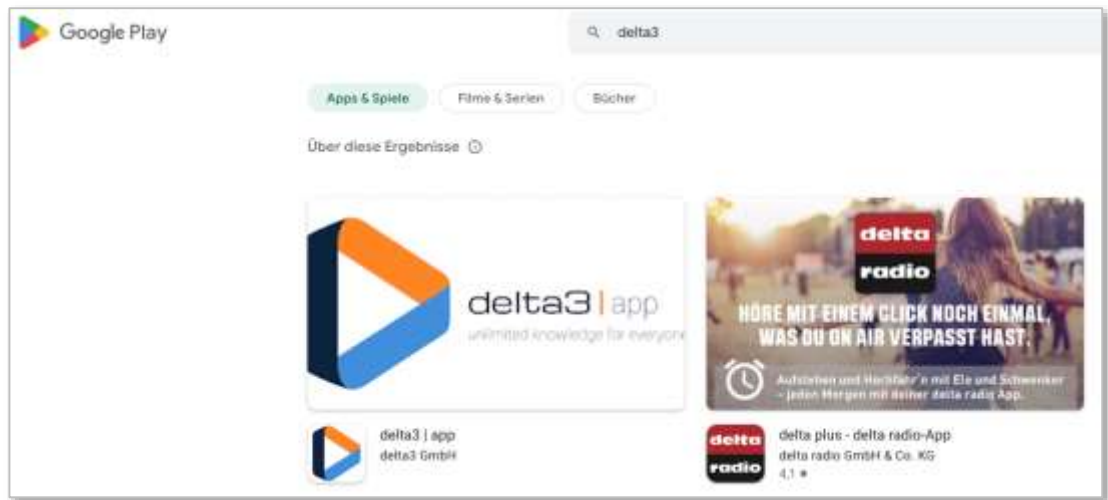 Google Play
delta3
Apps & Spiele
Filme & Serien
Bücher
Über diese Ergebnisse
delta3 | app
unlimited knowledge for everyone
delta
radio
HÖRE MIT EINEM CLICK NOCH EINMAL,
WAS DU ON AIR VERPASST HAST.
Aufstehen und Hochfahr'n mit Ele und Schwenker
– jeden Morgen mit deiner delta radio App.
delta3 | app
delta3 GmbH
delta
radio
delta plus - delta radio-App
delta radio GmbH & Co. KG
4,1 ★